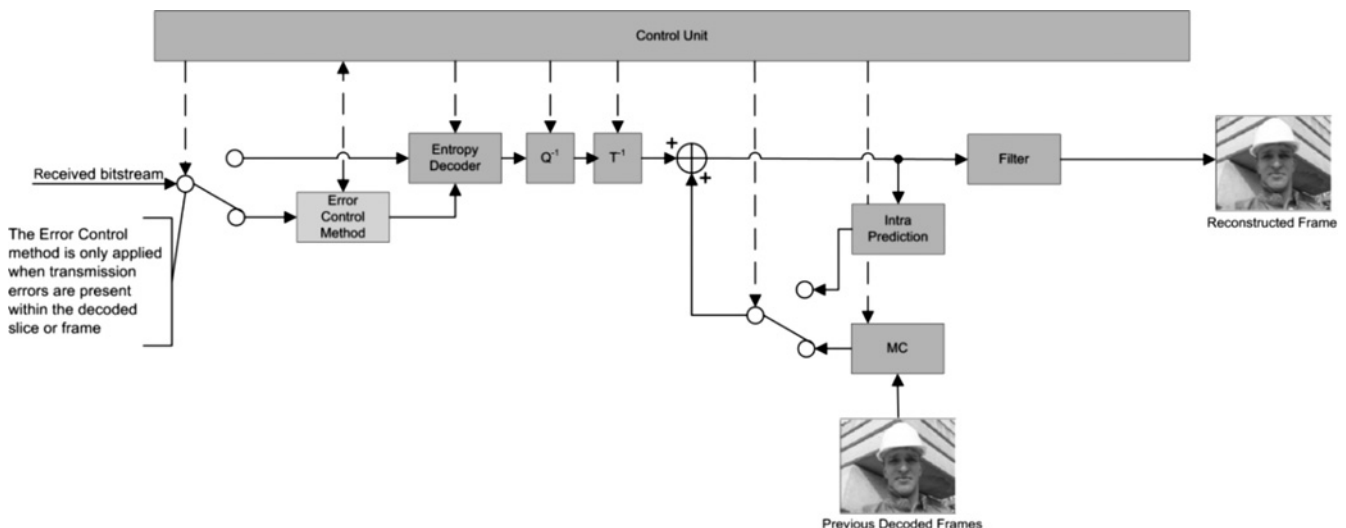 Control Unit
Received bitstream
The Error Control
method is only applied
when transmission
errors are present
within the decoded
slice or frame
Error
Control
Method
Entropy
Decoder
Q⁻¹
T⁻¹
+
+
Filter
Reconstructed Frame
Intra
Prediction
MC
Previous Decoded Frames